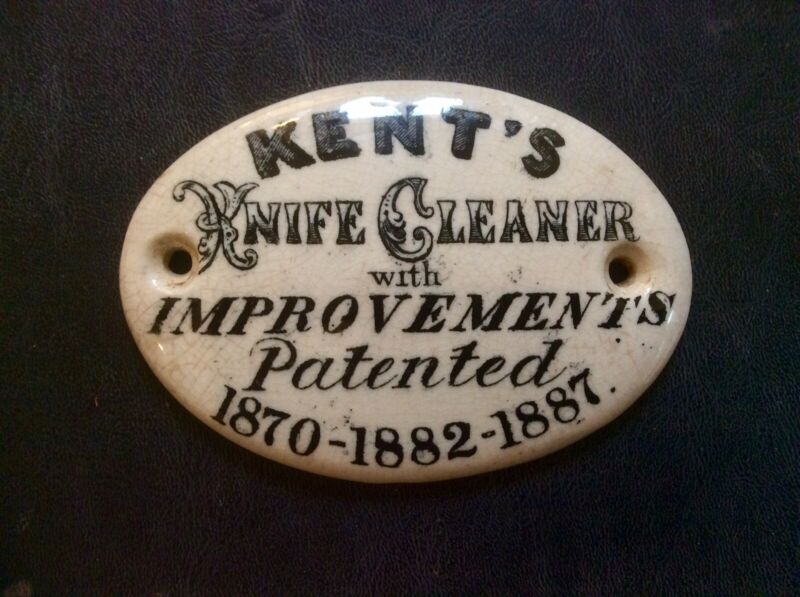 KENT'S
KNIFE CLEANER
with
IMPROVEMENTS
Patented
1870-1882-1887.